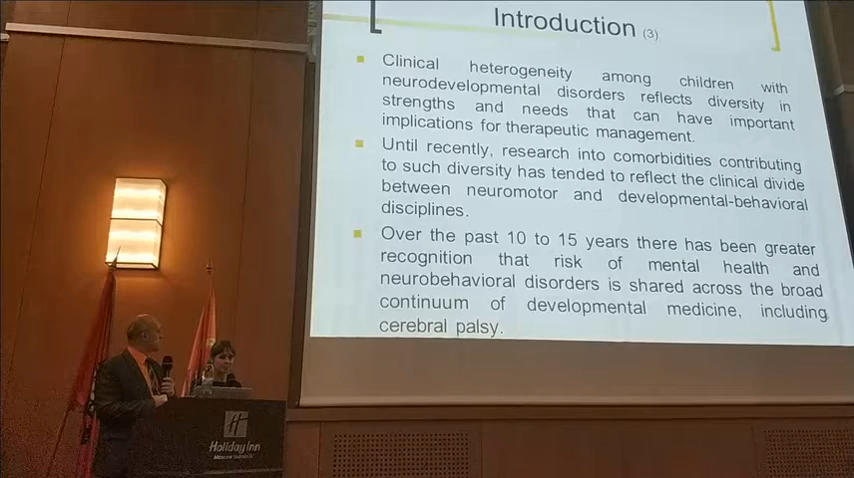 Introduction (3)
Clinical heterogeneity among children with
neurodevelopmental disorders reflects diversity in
strengths and needs that can have important
implications for therapeutic management.
Until recently, research into comorbidities contributing
to such diversity has tended to reflect the clinical divide
between neuromotor and developmental-behavioral
disciplines.
Over the past 10 to 15 years there has been greater
recognition that risk of mental health and
neurobehavioral disorders is shared across the broad
continuum of developmental medicine, including
cerebral palsy.
H
Holiday Inn